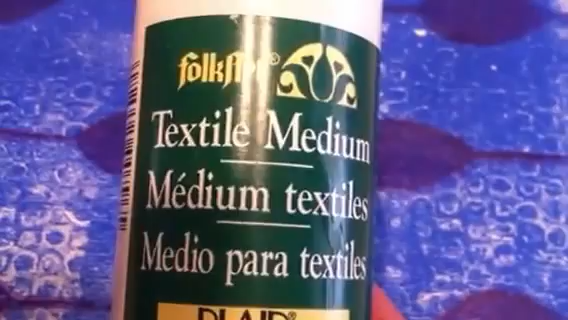 folkArt®
Textile Medium
Médium textiles
Medio para textiles
PLAID®